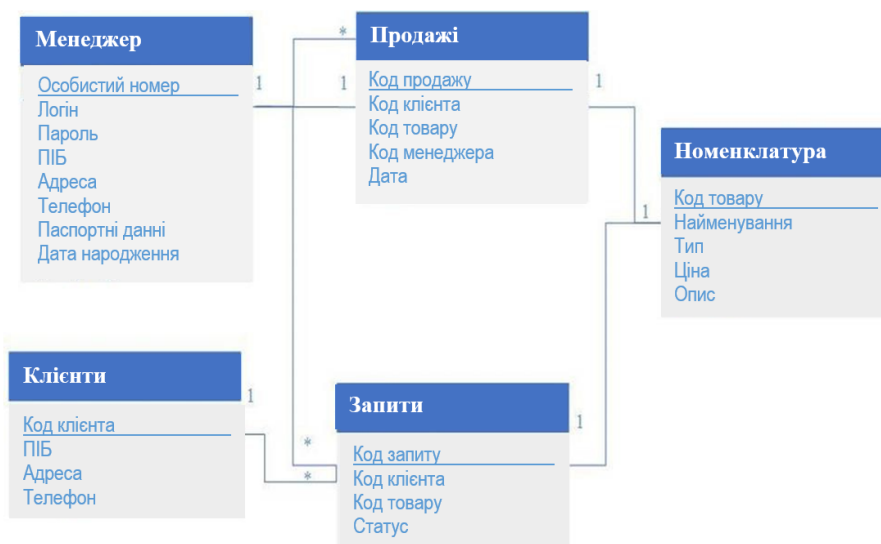 Менеджер
Особистий номер
Логін
Пароль
ПІБ
Адреса
Телефон
Паспортні данні
Дата народження
1
1
*
Продажі
Код продажу
Код клієнта
Код товару
Код менеджера
Дата
1
Номенклатура
Код товару
Найменування
Тип
Ціна
Опис
1
Клієнти
Код клієнта
ПІБ
Адреса
Телефон
1
*
*
Запити
Код запиту
Код клієнта
Код товару
Статус
1